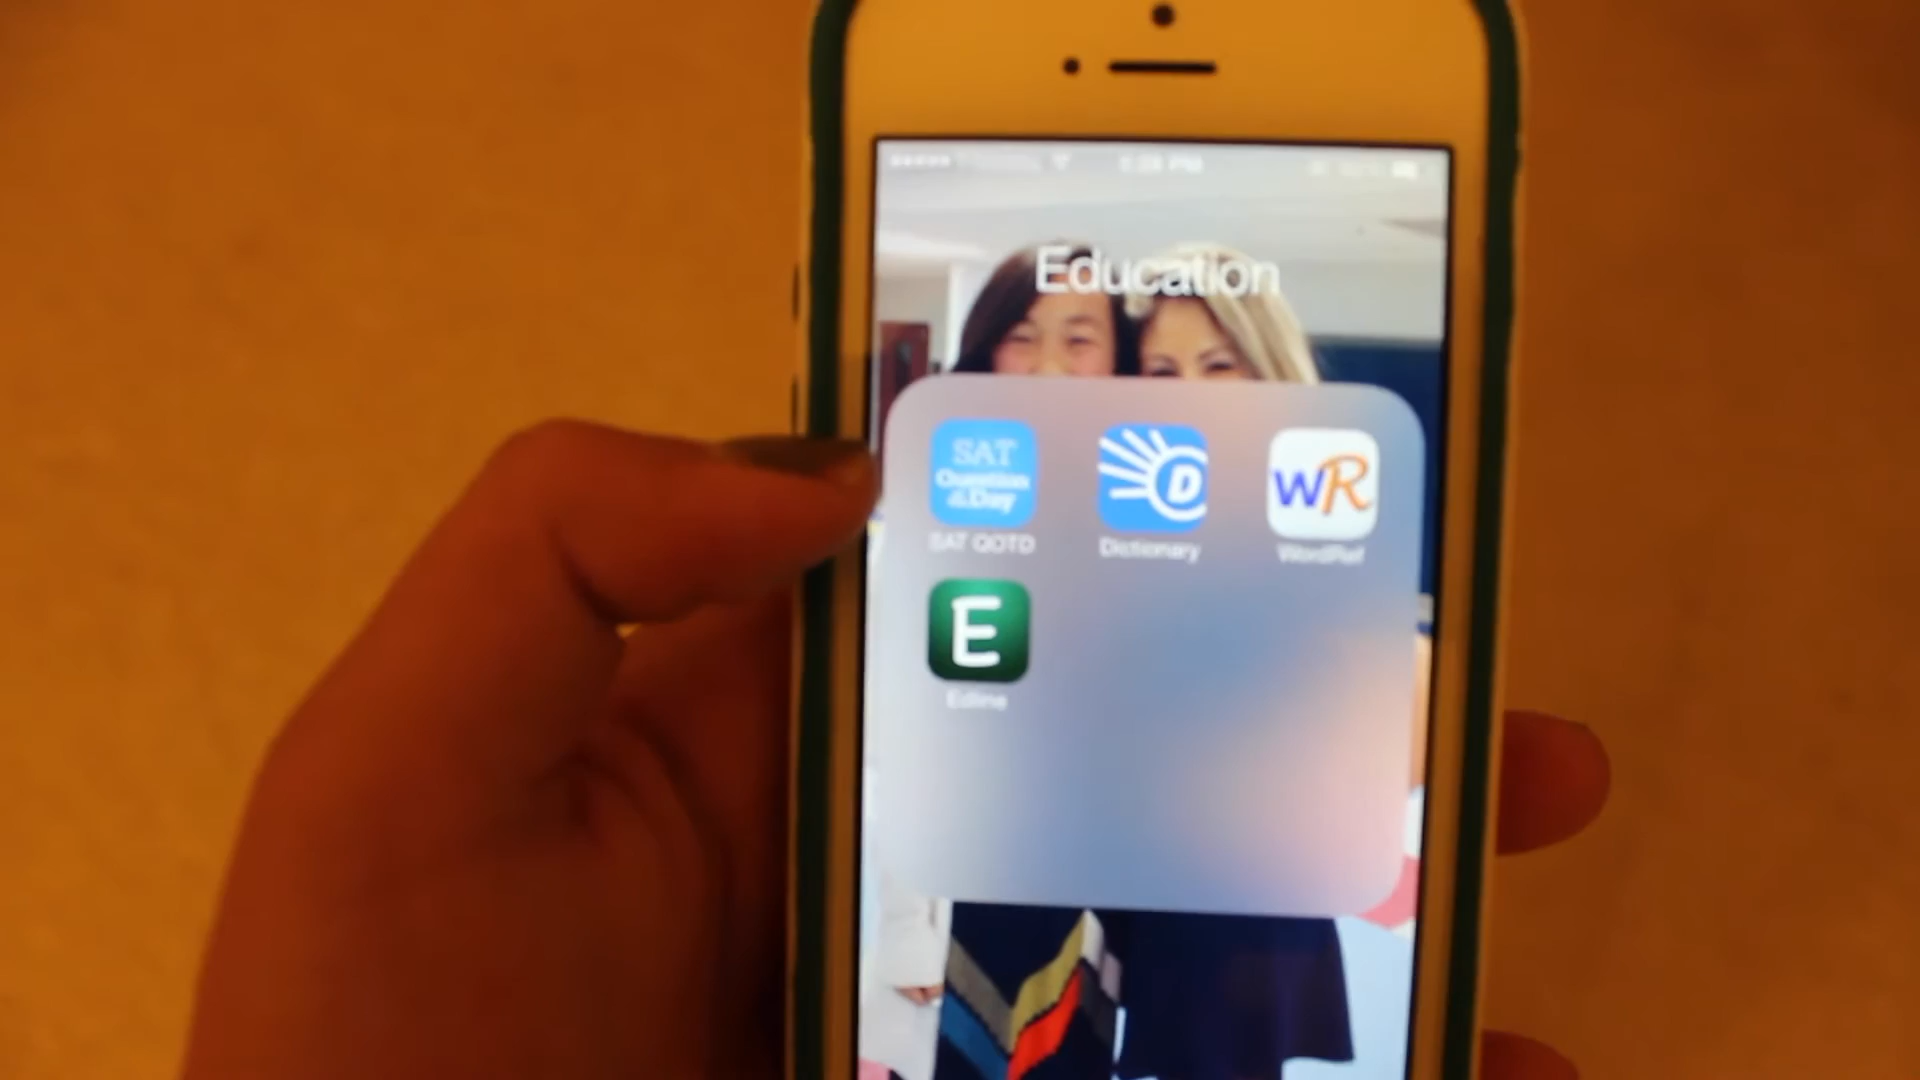 Education
SAT
Question
of the Day
D
WR
SAT QOTD
Dictionary
WordRef
E
Edline